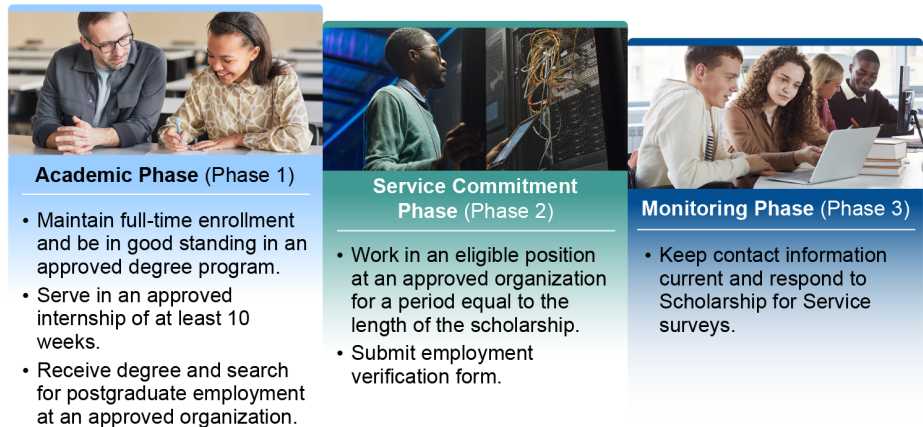 Academic Phase (Phase 1)
• Maintain full-time enrollment
and be in good standing in an
approved degree program.
• Serve in an approved
internship of at least 10
weeks.
• Receive degree and search
for postgraduate employment
at an approved organization.
Service Commitment
Phase (Phase 2)
• Work in an eligible position
at an approved organization
for a period equal to the
length of the scholarship.
• Submit employment
verification form.
Monitoring Phase (Phase 3)
• Keep contact information
current and respond to
Scholarship for Service
surveys.